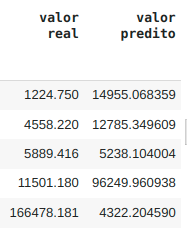 valor valor
real predito
1224.750 14955.068359
4558.220 12785.349609
5889.416 5238.104004
11501.180 96249.960938
166478.181 4322.204590